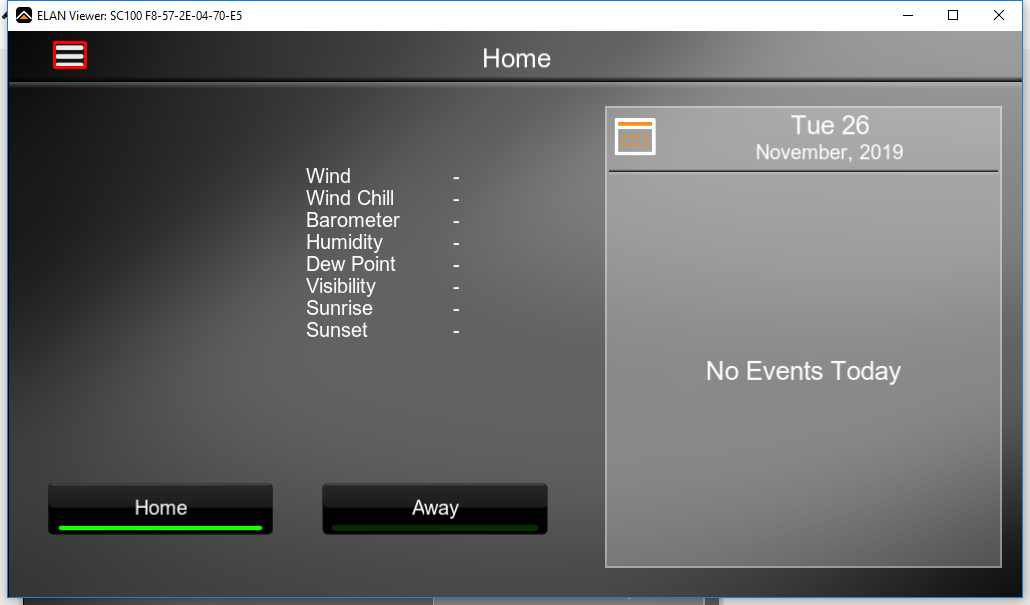 ELAN Viewer: SC100 F8-57-2E-04-70-E5
Home
Tue 26
November, 2019
Wind -
Wind Chill -
Barometer -
Humidity -
Dew Point -
Visibility -
Sunrise -
Sunset -
No Events Today
Home
Away